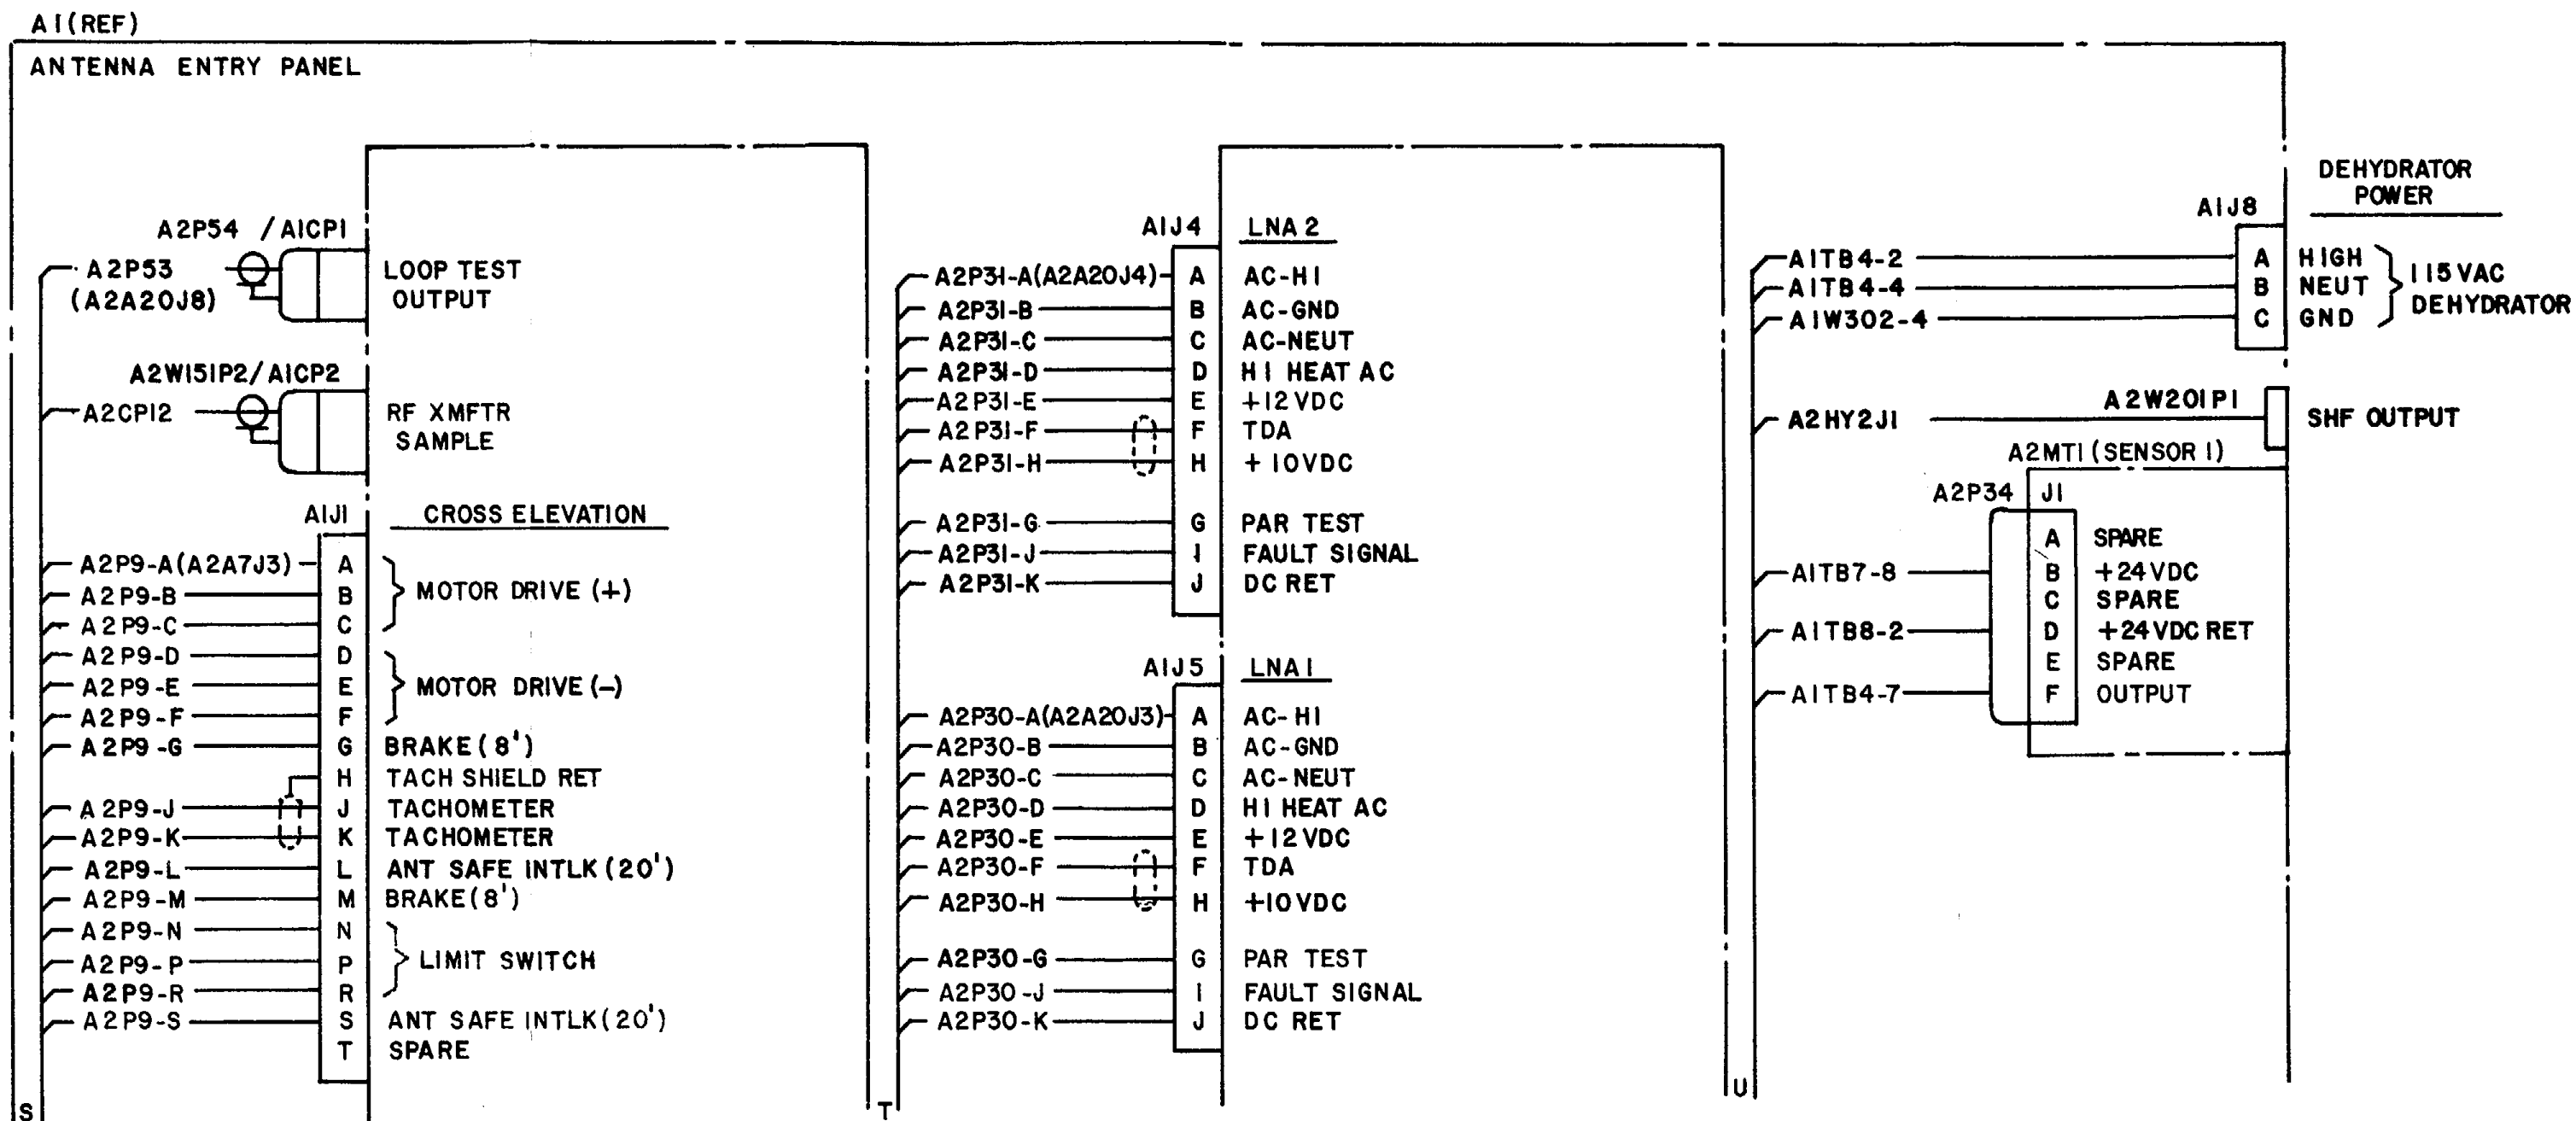 A1(REF)
ANTENNA ENTRY PANEL
A2P54 /A1CP1
A2P53
(A2A20J8)
LOOP TEST
OUTPUT
A2W151P2/A1CP2
A2CP12
RF XMFTR
SAMPLE
A1J1 CROSS ELEVATION
A2P9-A(A2A7J3) A
A2P9-B B MOTOR DRIVE (+)
A2P9-C C
A2P9-D D
A2P9-E E MOTOR DRIVE (-)
A2P9-F F
A2P9-G G BRAKE(8')
H TACH SHIELD RET
A2P9-J J TACHOMETER
A2P9-K K TACHOMETER
A2P9-L L ANT SAFE INTLK(20')
A2P9-M M BRAKE(8')
A2P9-N N
A2P9-P P LIMIT SWITCH
A2P9-R R
A2P9-S S ANT SAFE INTLK(20')
T SPARE
S
A1J4 LNA 2
A2P31-A(A2A20J4) A AC-HI
A2P31-B B AC-GND
A2P31-C C AC-NEUT
A2P31-D D HI HEAT AC
A2P31-E E +12VDC
A2P31-F F TDA
A2P31-H H +10VDC
A2P31-G G PAR TEST
A2P31-J I FAULT SIGNAL
A2P31-K J DC RET
A1J5 LNA1
A2P30-A(A2A20J3) A AC-HI
A2P30-B B AC-GND
A2P30-C C AC-NEUT
A2P30-D D HI HEAT AC
A2P30-E E +12VDC
A2P30-F F TDA
A2P30-H H +10VDC
A2P30-G G PAR TEST
A2P30-J I FAULT SIGNAL
A2P30-K J DC RET
T
DEHYDRATOR
POWER
A1J8
A1TB4-2 A HIGH
A1TB4-4 B NEUT
A1W302-4 C GND
115VAC
DEHYDRATOR
A2W201P1
A2HY2J1 SHF OUTPUT
A2MT1(SENSOR 1)
A2P34 J1
A SPARE
A1TB7-8 B +24VDC
C SPARE
A1TB8-2 D +24VDC RET
E SPARE
A1TB4-7 F OUTPUT
U